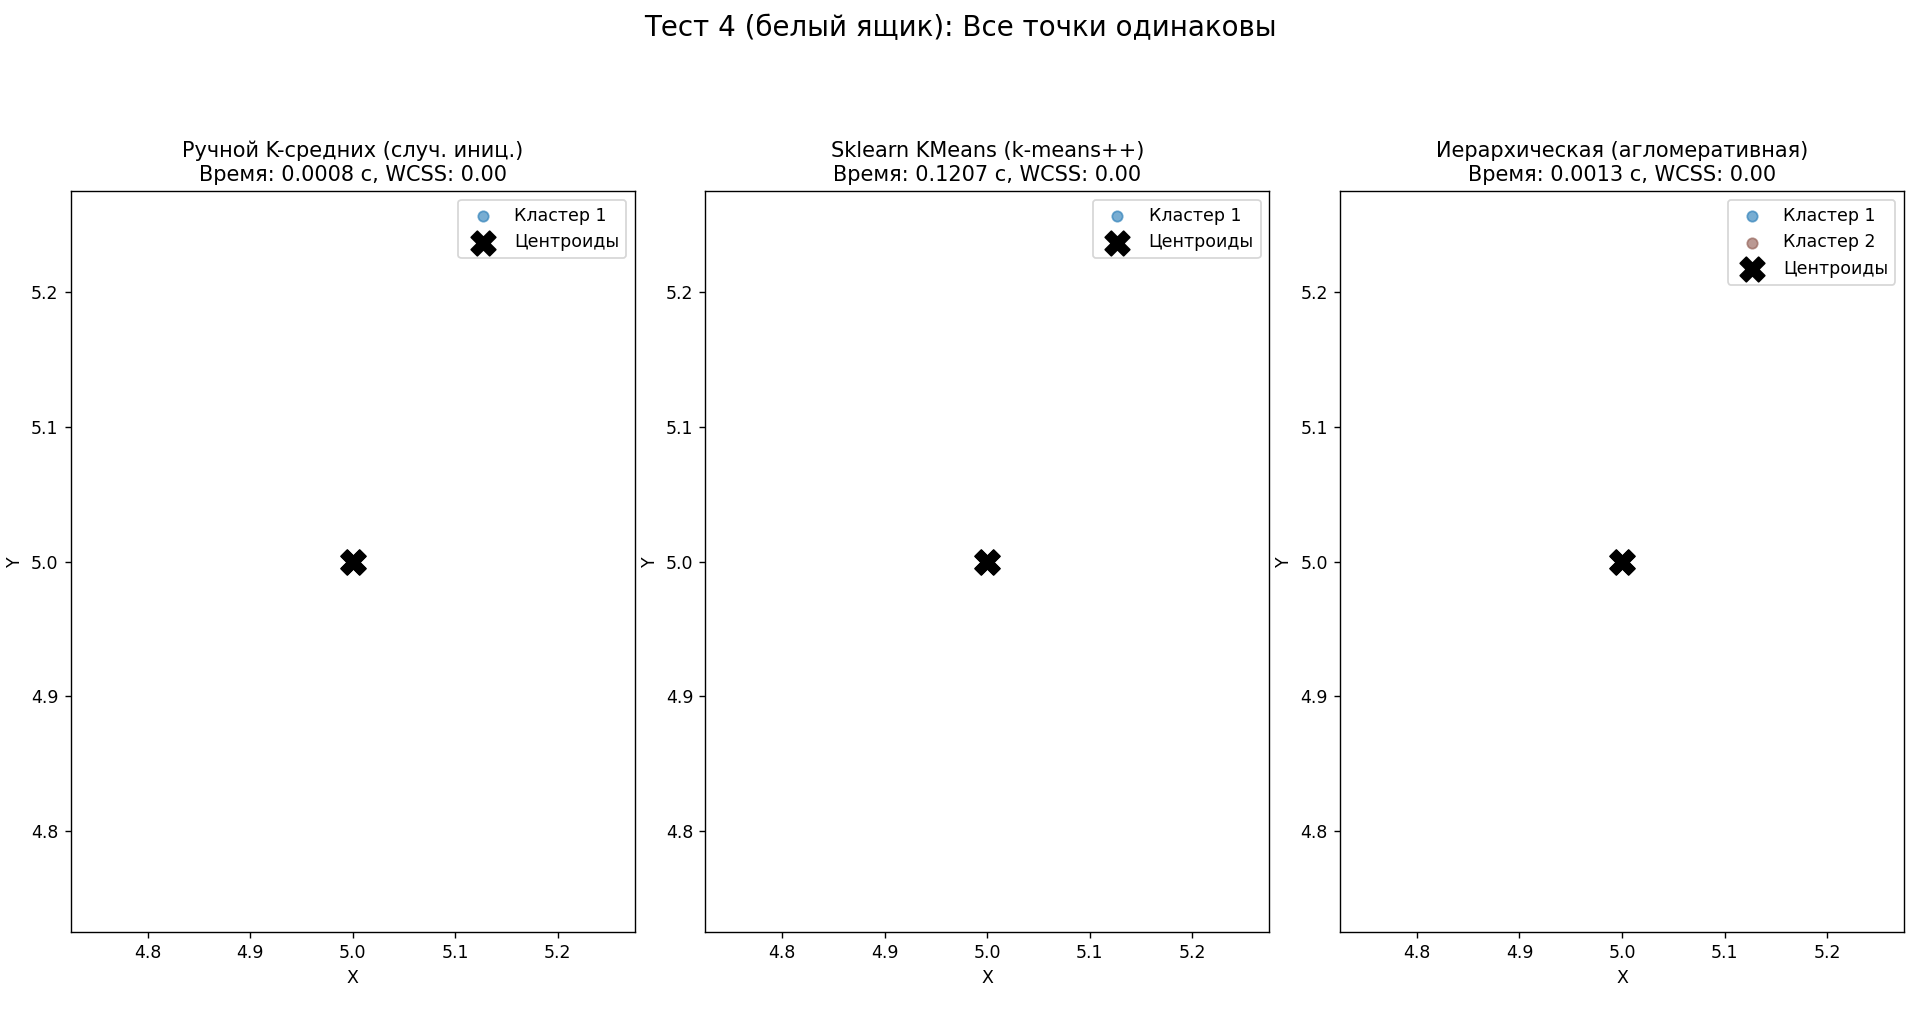 Тест 4 (белый ящик): Все точки одинаковы
Ручной K-средних (случ. иниц.)
Время: 0.0008 с, WCSS: 0.00
Кластер 1
Центроиды
5.2
5.1
5.0
4.9
4.8
Y
4.8 4.9 5.0 5.1 5.2
X
Sklearn KMeans (k-means++)
Время: 0.1207 с, WCSS: 0.00
Кластер 1
Центроиды
5.2
5.1
5.0
4.9
4.8
Y
4.8 4.9 5.0 5.1 5.2
X
Иерархическая (агломеративная)
Время: 0.0013 с, WCSS: 0.00
Кластер 1
Кластер 2
Центроиды
5.2
5.1
5.0
4.9
4.8
Y
4.8 4.9 5.0 5.1 5.2
X